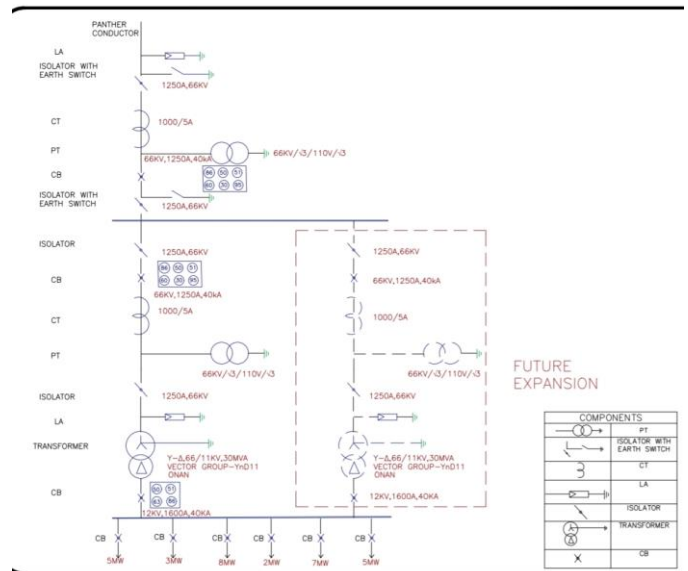 PANTHER
CONDUCTOR
LA
ISOLATOR WITH
EARTH SWITCH
1250A,66KV
CT
1000/5A
PT
66KV/√3/110V/√3
66KV,1250A,40kA
CB
86 50 51
60 30 95
ISOLATOR WITH
EARTH SWITCH
1250A,66KV
ISOLATOR
1250A,66KV
1250A,66KV
CB
86 50 51
60 30 95
66KV,1250A,40kA
66KV,1250A,40kA
CT
1000/5A
1000/5A
PT
66KV/√3/110V/√3
66KV/√3/110V/√3
FUTURE
EXPANSION
ISOLATOR
1250A,66KV
1250A,66KV
LA
TRANSFORMER
Y-Δ,66/11KV,30MVA
VECTOR GROUP-YnD11
ONAN
Y-Δ,66/11KV,30MVA
VECTOR GROUP-YnD11
ONAN
CB
50 51
63 86
12KV,1600A,40KA
12KV,1600A,40KA
CB CB CB CB CB CB
5MW 3MW 8MW 2MW 7MW 5MW
COMPONENTS
PT
ISOLATOR WITH
EARTH SWITCH
CT
LA
ISOLATOR
TRANSFORMER
CB